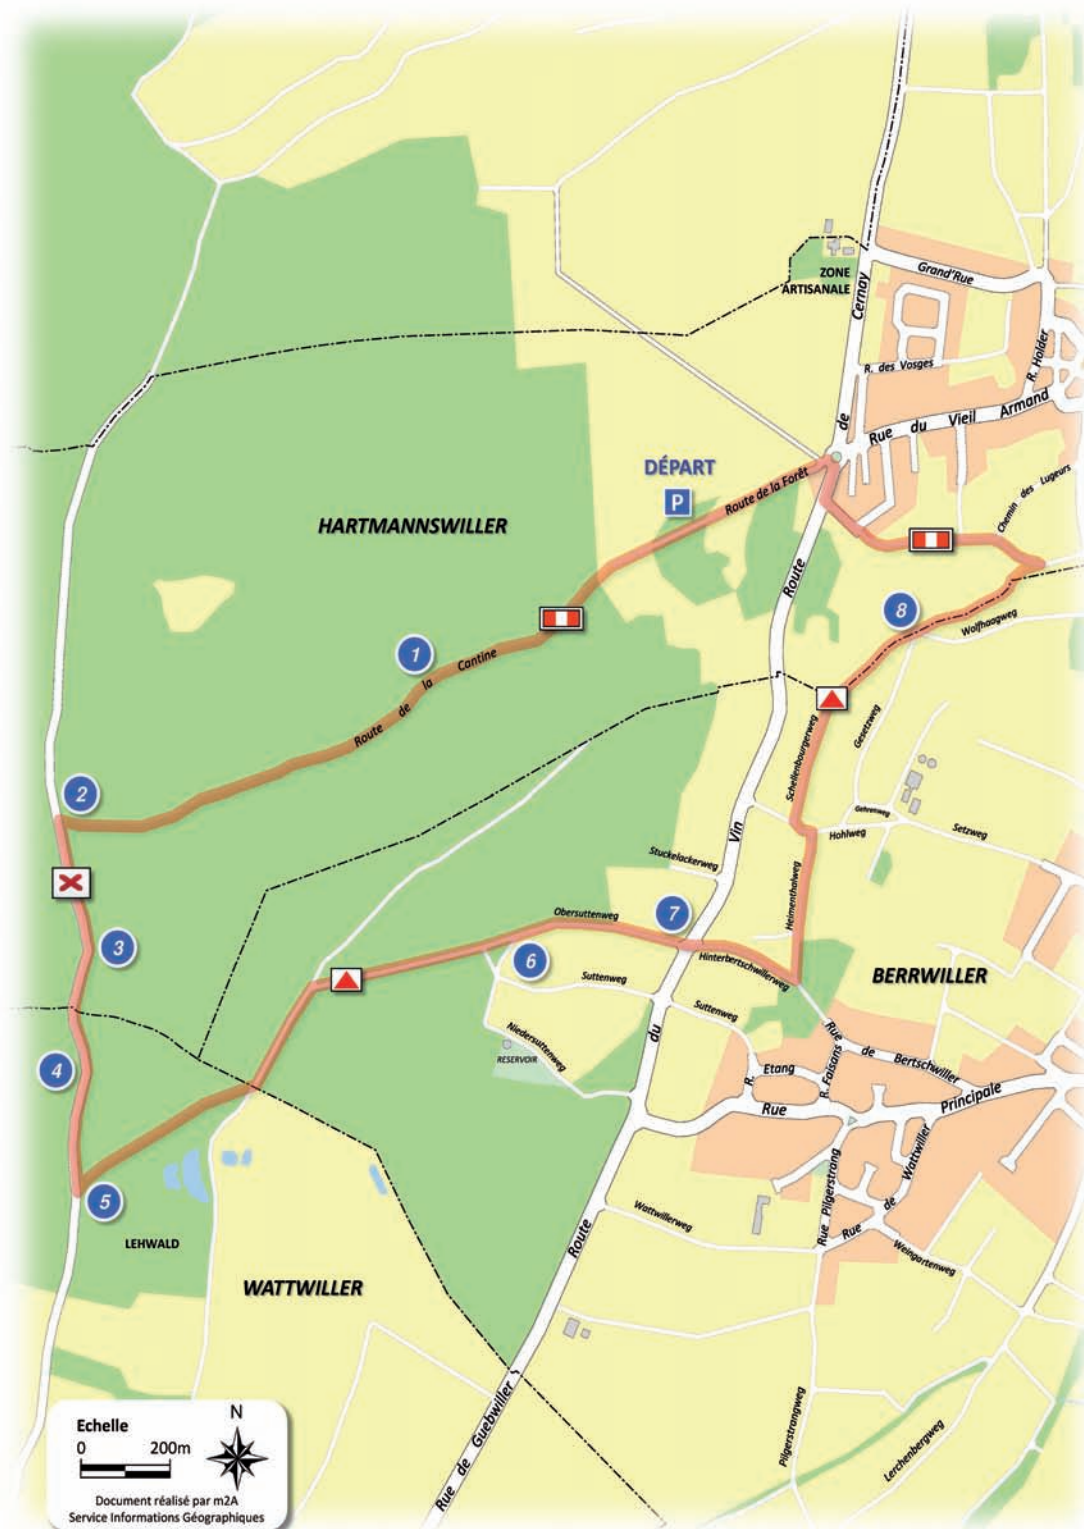 ZONE
ARTISANALE
Grand'Rue
Cernay
de
R. des Vosges
R. Holder
Rue du Vieil Armand
DÉPART
P
Route de la Forêt
Chemin des Lugeurs
HARTMANNSWILLER
Route
8
Wolfhaagweg
1
Route de la Cantine
Schellenbourgerweg
Gesetzweg
2
Gehrenweg
Hohlweg
Setzweg
Vin
Stuckelackerweg
Heimenthalweg
3
Obersuttenweg
7
6
Hinterbertschwillerweg
BERRWILLER
Suttenweg
Suttenweg
du
Niedersuttenweg
RESERVOIR
Rue de Bertschwiller
R. Etang
R. Faisans
4
Rue Principale
5
Rue Pilgerstrang
Rue de Wattwiller
Wattwillerweg
Weingartenweg
LEHWALD
Route
WATTWILLER
Rue de Guebwiller
Pilgerstrangweg
Lerchenbergweg
Echelle
N
0 200m
Document réalisé par m2A
Service Informations Géographiques